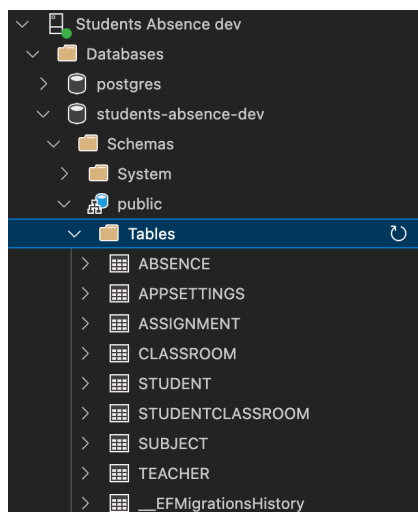 Students Absence dev
Databases
postgres
students-absence-dev
Schemas
System
public
Tables
ABSENCE
APPSETTINGS
ASSIGNMENT
CLASSROOM
STUDENT
STUDENTCLASSROOM
SUBJECT
TEACHER
__EFMigrationsHistory